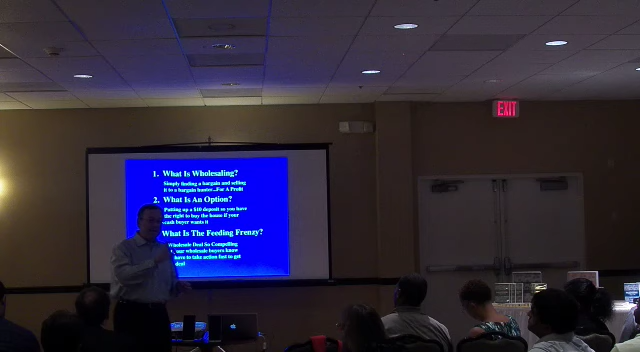 EXIT
1. What Is Wholesaling?
Simply finding a bargain and selling
it to a bargain hunter...For A Profit
2. What Is An Option?
Putting up a $10 deposit so you have
the right to buy the house if your
cash buyer wants it
What Is The Feeding Frenzy?
Wholesale Deal So Compelling
our wholesale buyers know
have to take action fast to get
deal